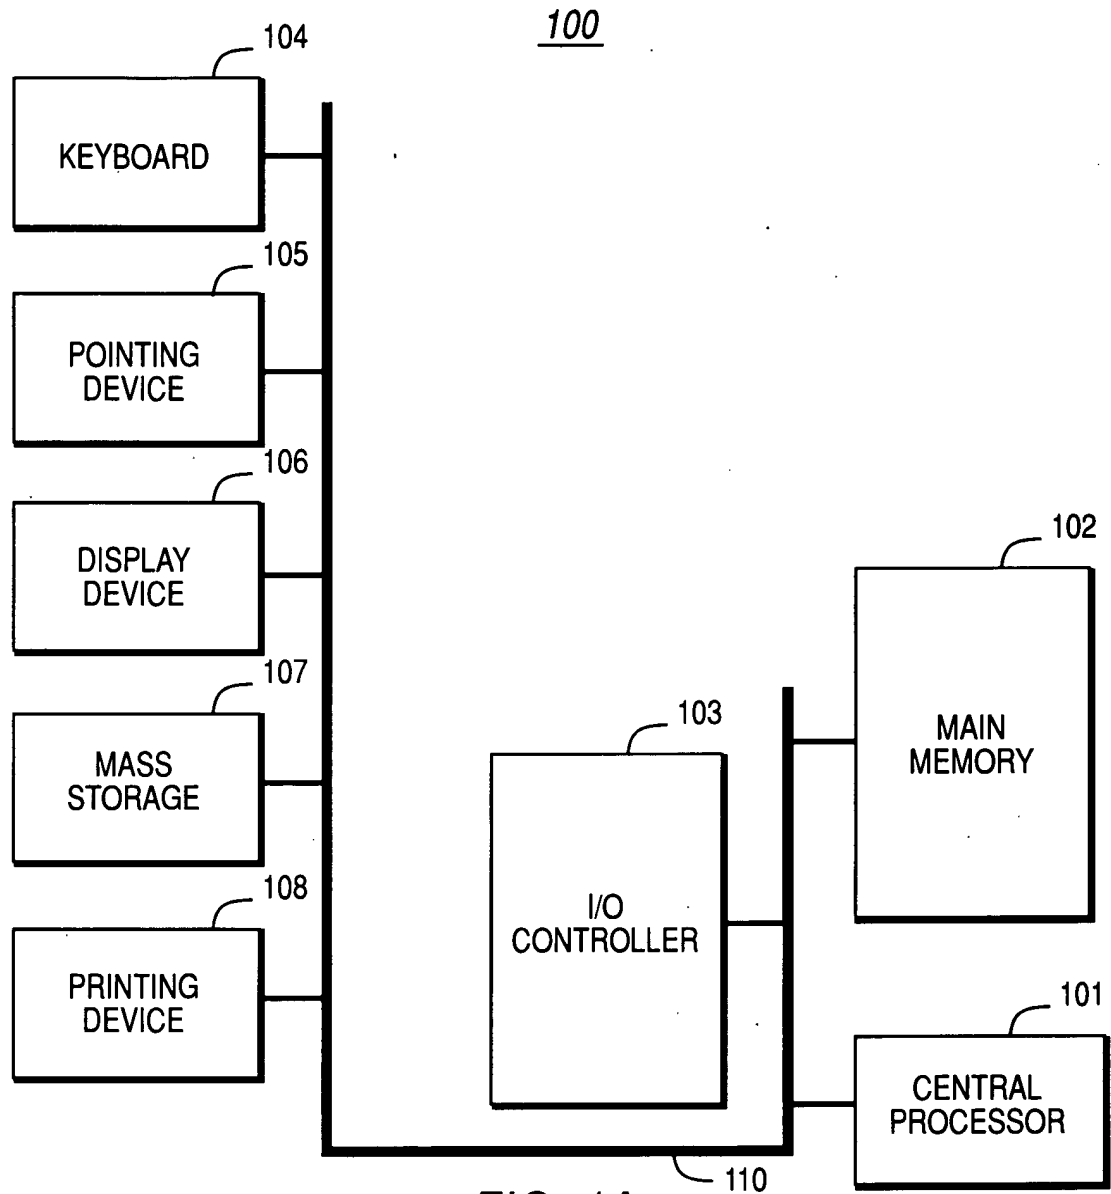 100
104
KEYBOARD
105
POINTING
DEVICE
106
DISPLAY
DEVICE
107
MASS
STORAGE
108
PRINTING
DEVICE
103
I/O
CONTROLLER
102
MAIN
MEMORY
101
CENTRAL
PROCESSOR
110